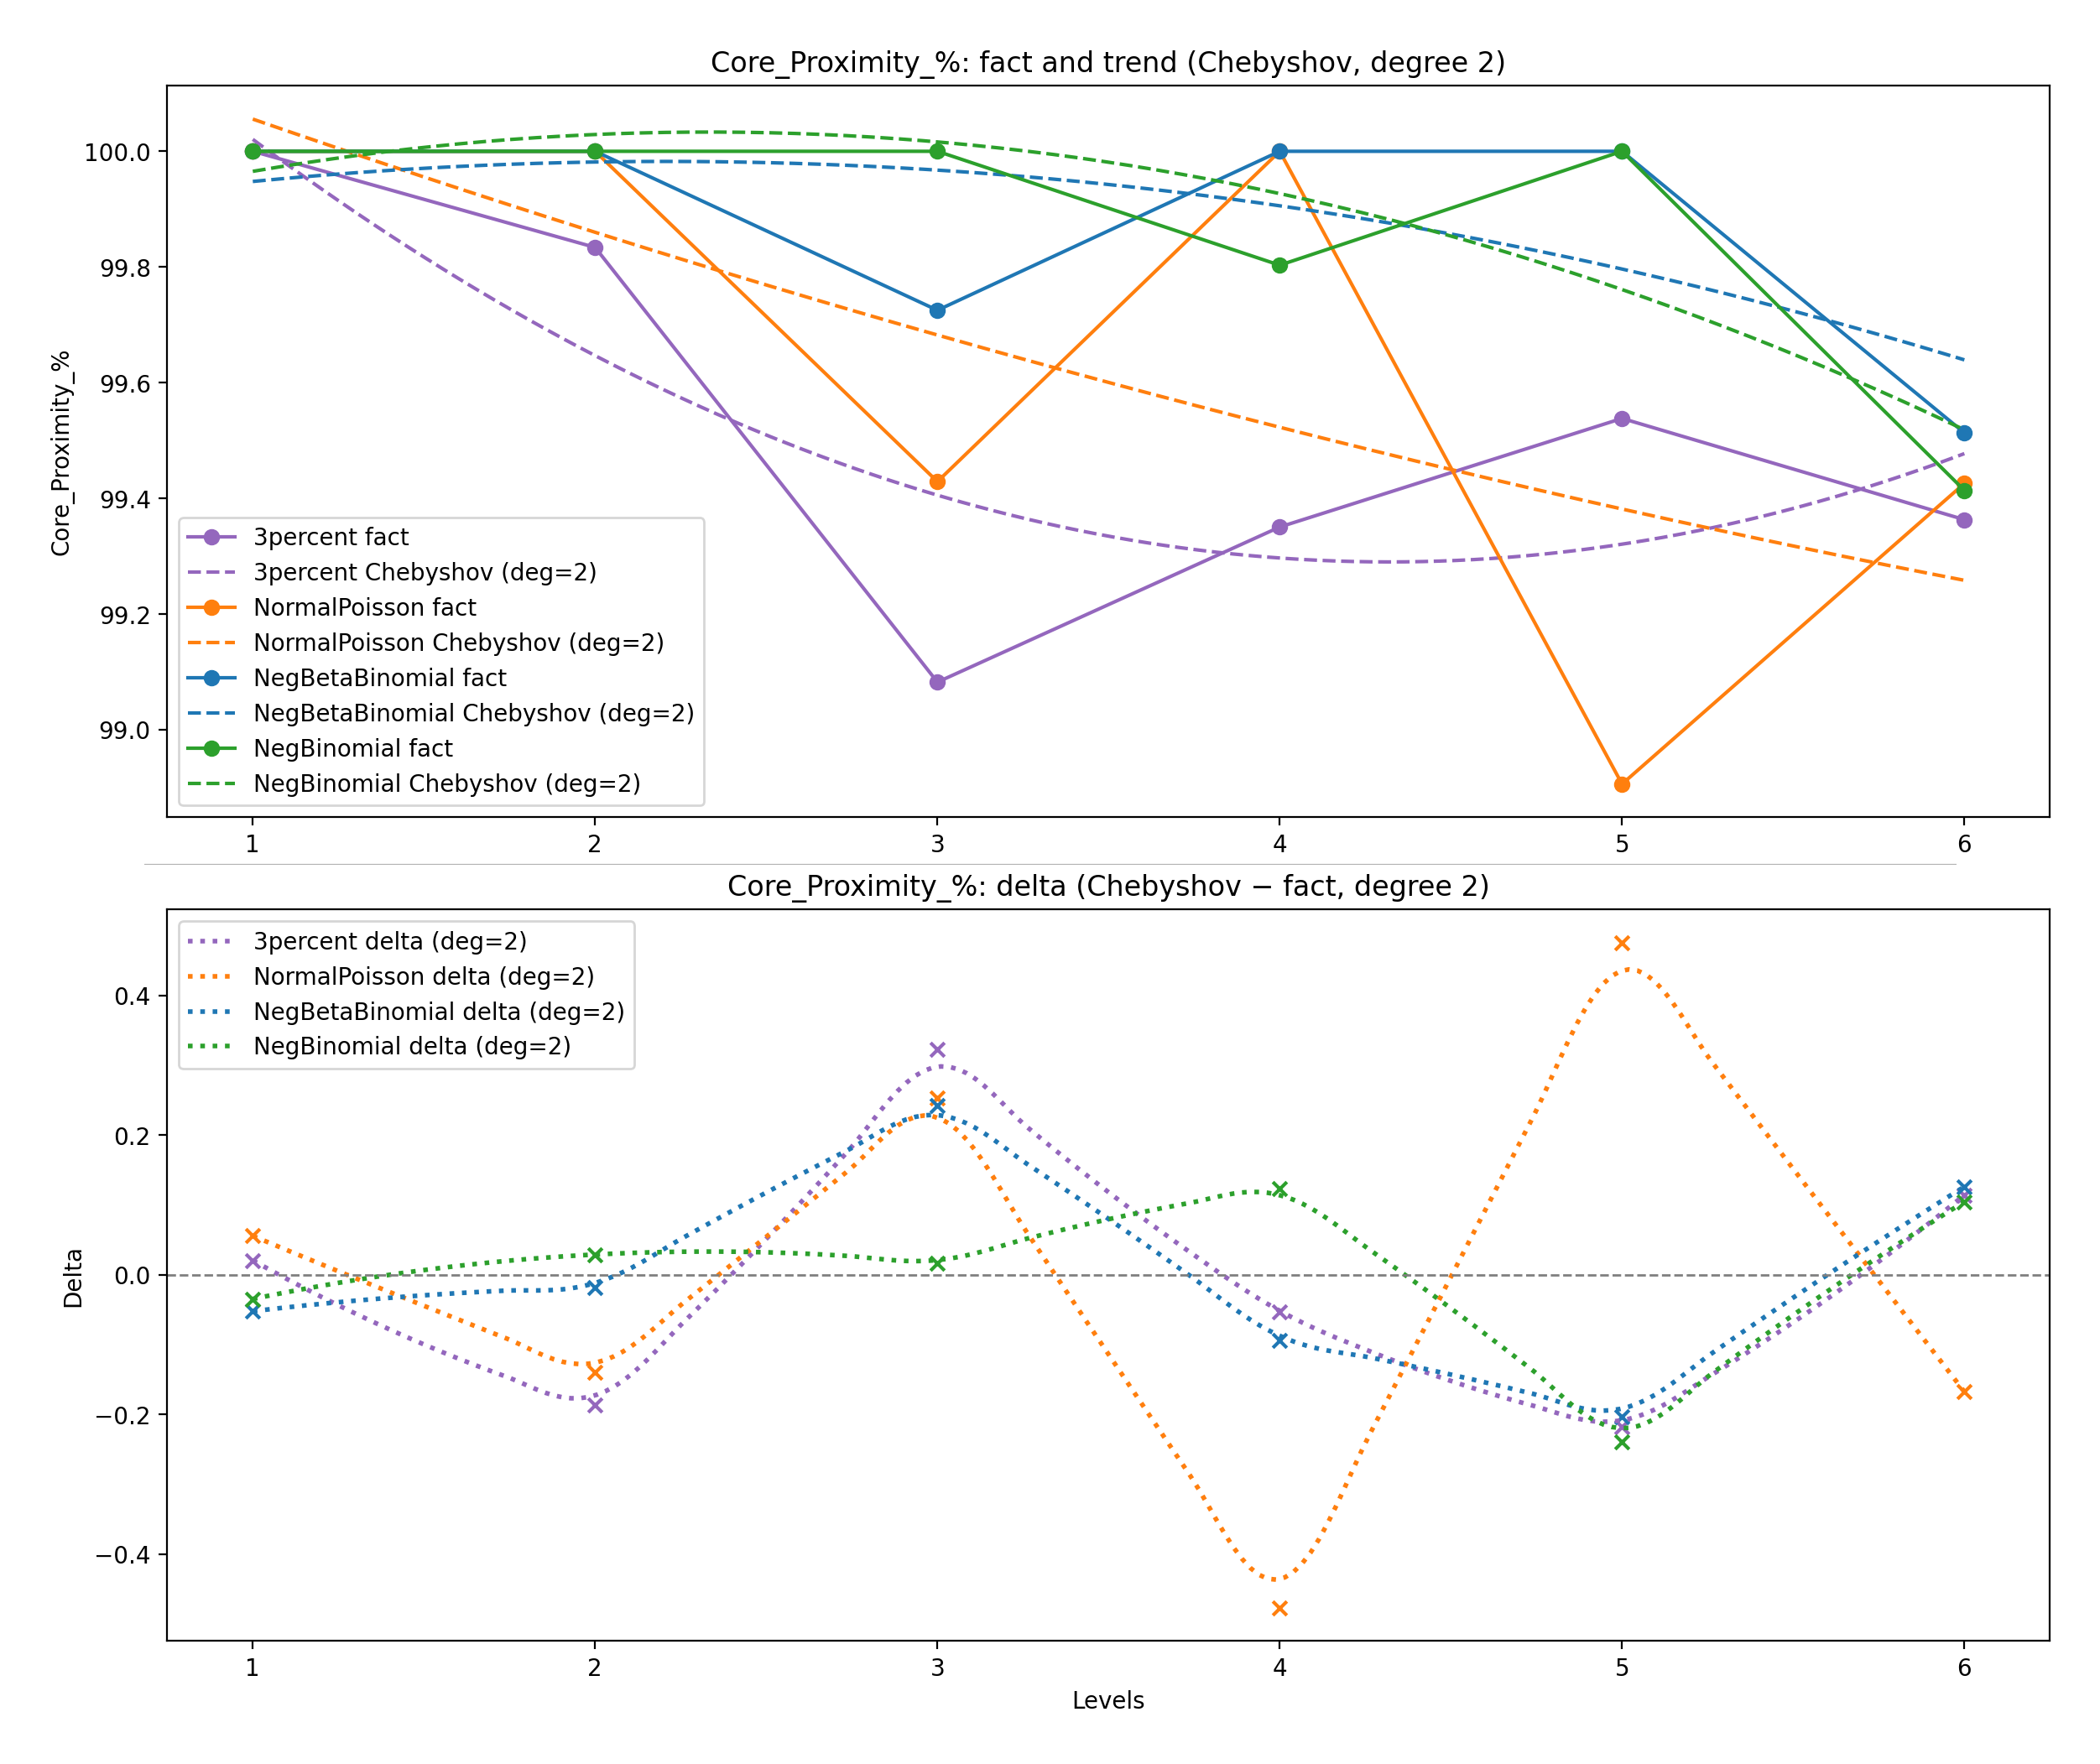 Core_Proximity_%: fact and trend (Chebyshov, degree 2)
Core_Proximity_%
100.0
99.8
99.6
99.4
99.2
99.0
3percent fact
3percent Chebyshov (deg=2)
NormalPoisson fact
NormalPoisson Chebyshov (deg=2)
NegBetaBinomial fact
NegBetaBinomial Chebyshov (deg=2)
NegBinomial fact
NegBinomial Chebyshov (deg=2)
1 2 3 4 5 6
Core_Proximity_%: delta (Chebyshov − fact, degree 2)
Delta
0.4
0.2
0.0
−0.2
−0.4
3percent delta (deg=2)
NormalPoisson delta (deg=2)
NegBetaBinomial delta (deg=2)
NegBinomial delta (deg=2)
1 2 3 4 5 6
Levels